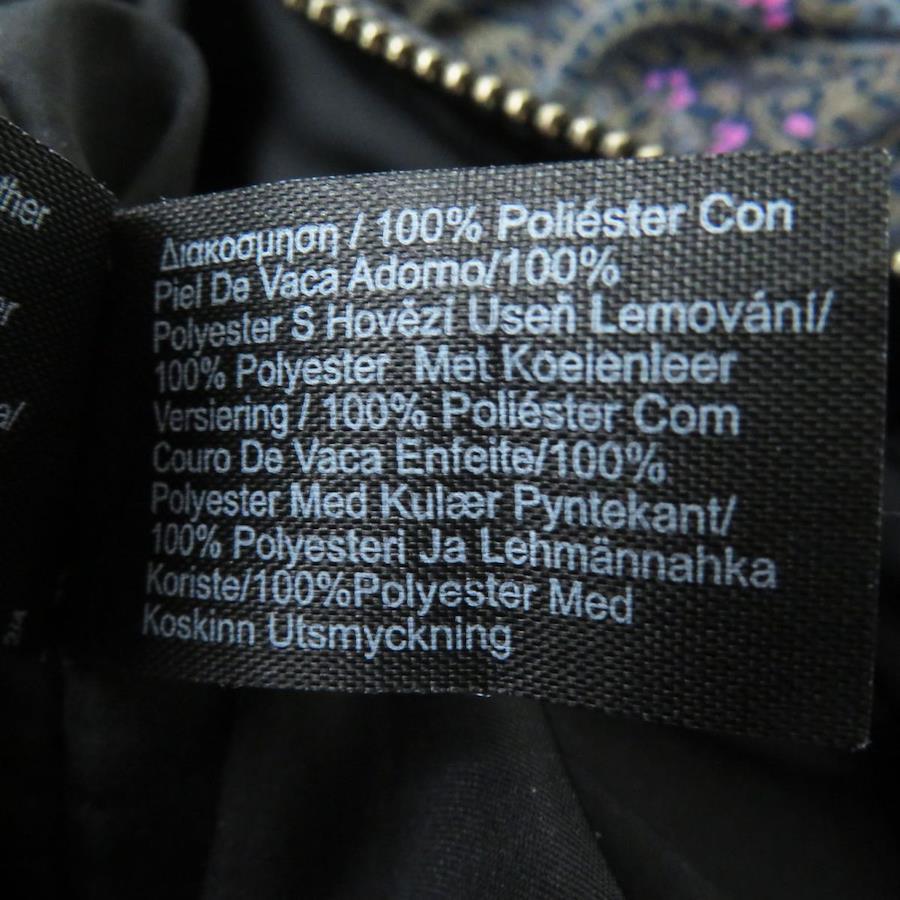 ther
er
a/
Διακοσμηση / 100% Poliéster Con
Piel De Vaca Adorno/100%
Polyester S Hovězí Useň Lemování/
100% Polyester Met Koeienleer
Versiering / 100% Poliéster Com
Couro De Vaca Enfeite/100%
Polyester Med Kulær Pyntekant/
100% Polyesteri Ja Lehmännahka
Koriste/100%Polyester Med
Koskinn Utsmyckning